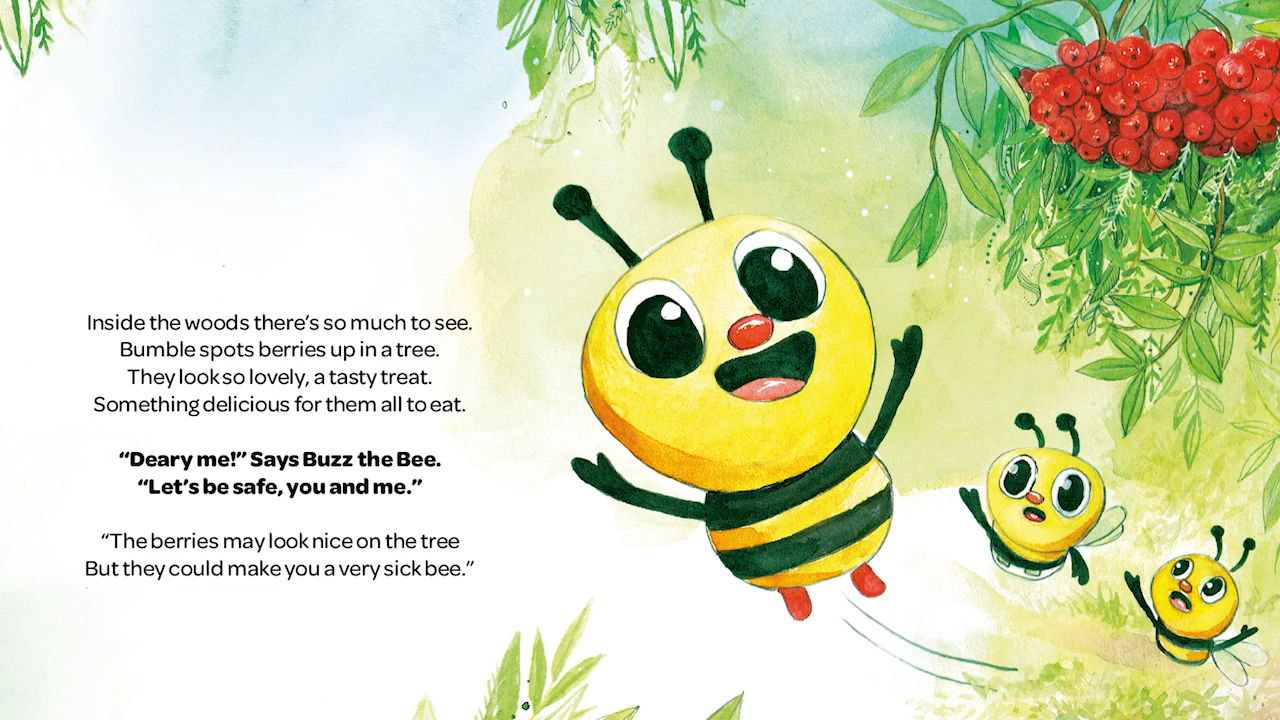 Inside the woods there’s so much to see.
Bumble spots berries up in a tree.
They look so lovely, a tasty treat.
Something delicious for them all to eat.
“Deary me!” Says Buzz the Bee.
“Let’s be safe, you and me.”
“The berries may look nice on the tree
But they could make you a very sick bee.”